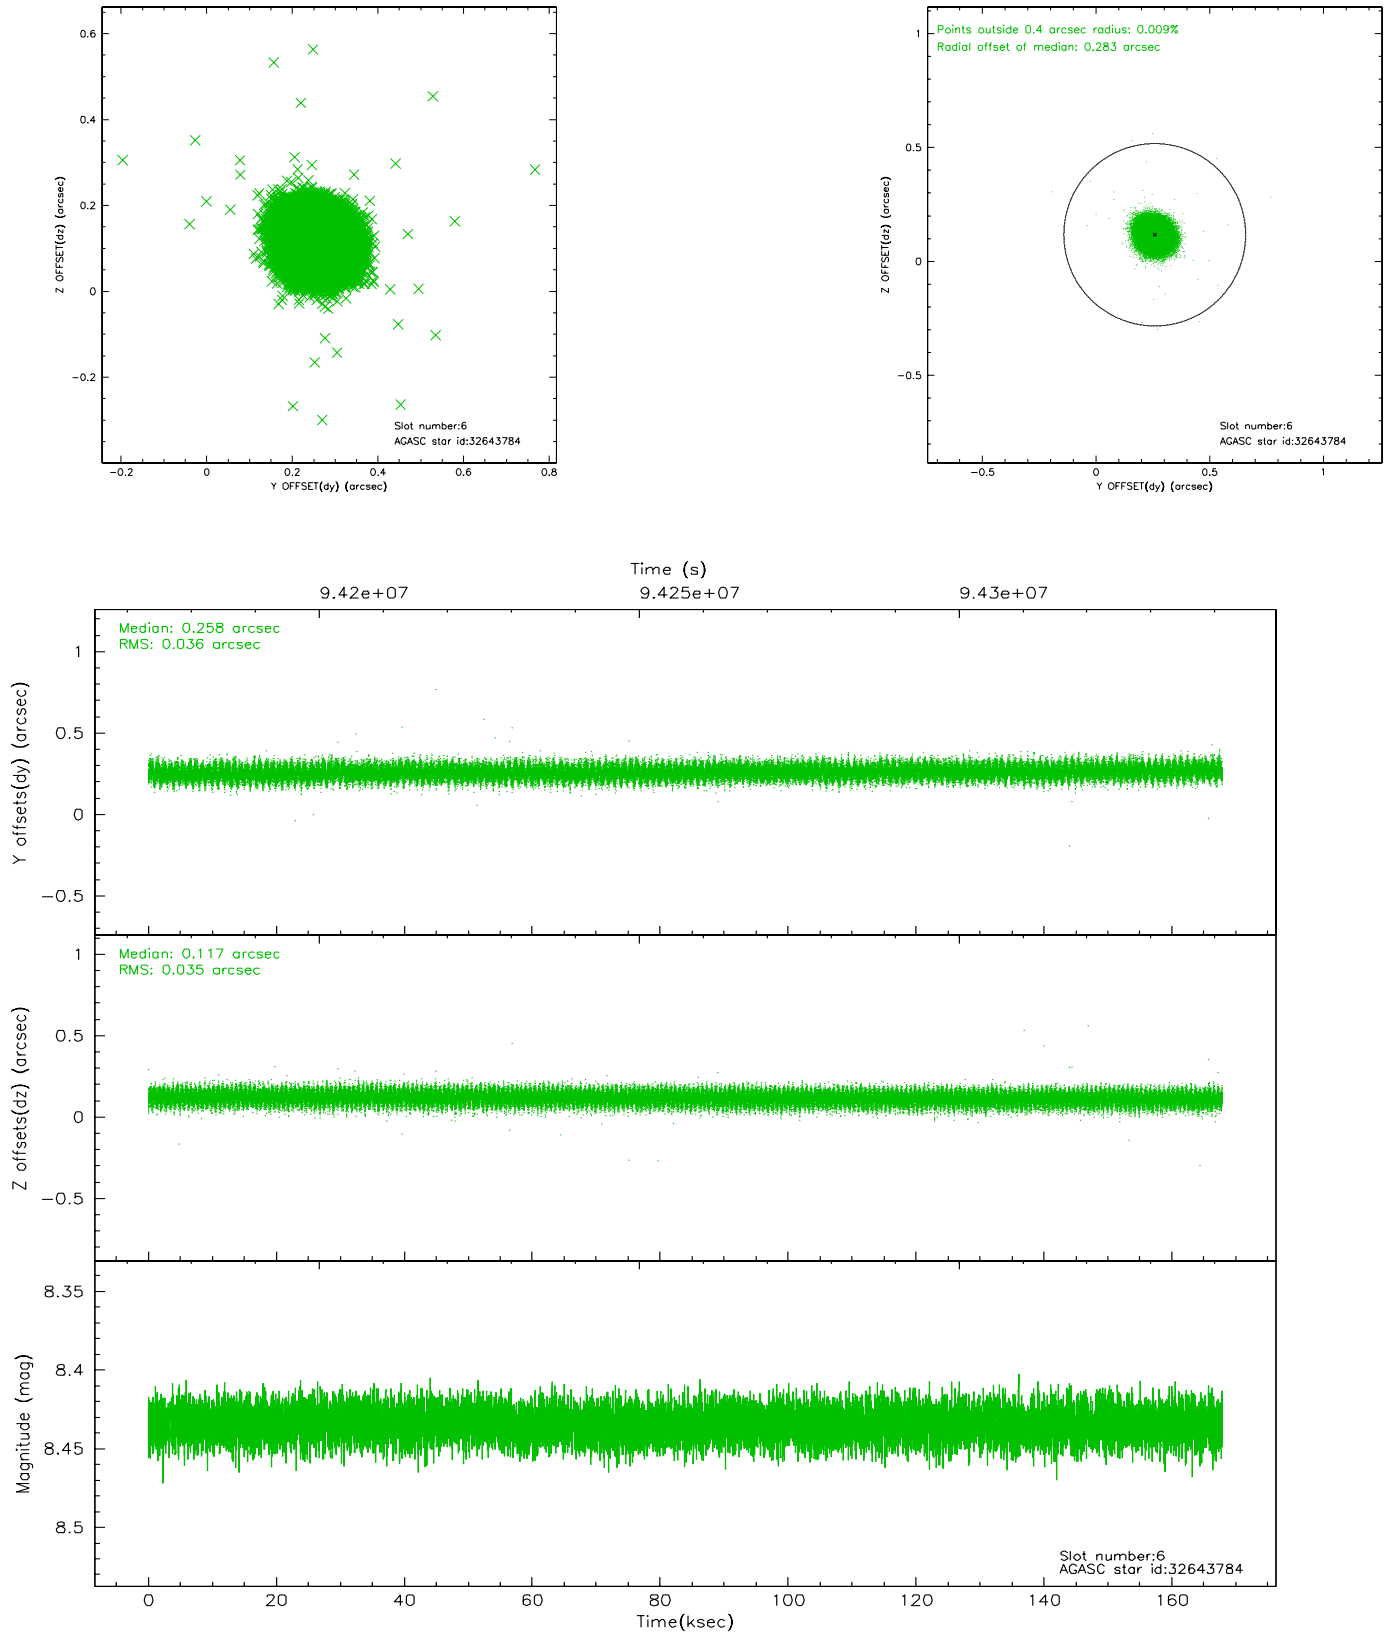 0.6
0.4
0.2
0
−0.2
Z OFFSET(dz) (arcsec)
−0.2 0 0.2 0.4 0.6 0.8
Y OFFSET(dy) (arcsec)
Slot number:6
AGASC star id:32643784
Points outside 0.4 arcsec radius: 0.009%
Radial offset of median: 0.283 arcsec
1
0.5
0
−0.5
Z OFFSET(dz) (arcsec)
−0.5 0 0.5 1
Y OFFSET(dy) (arcsec)
Slot number:6
AGASC star id:32643784
Time (s)
9.42e+07 9.425e+07 9.43e+07
Median: 0.258 arcsec
RMS: 0.036 arcsec
1
0.5
0
−0.5
Y offsets(dy) (arcsec)
Median: 0.117 arcsec
RMS: 0.035 arcsec
1
0.5
0
−0.5
Z offsets(dz) (arcsec)
8.35
8.4
8.45
8.5
Magnitude (mag)
Slot number:6
AGASC star id:32643784
0 20 40 60 80 100 120 140 160
Time(ksec)